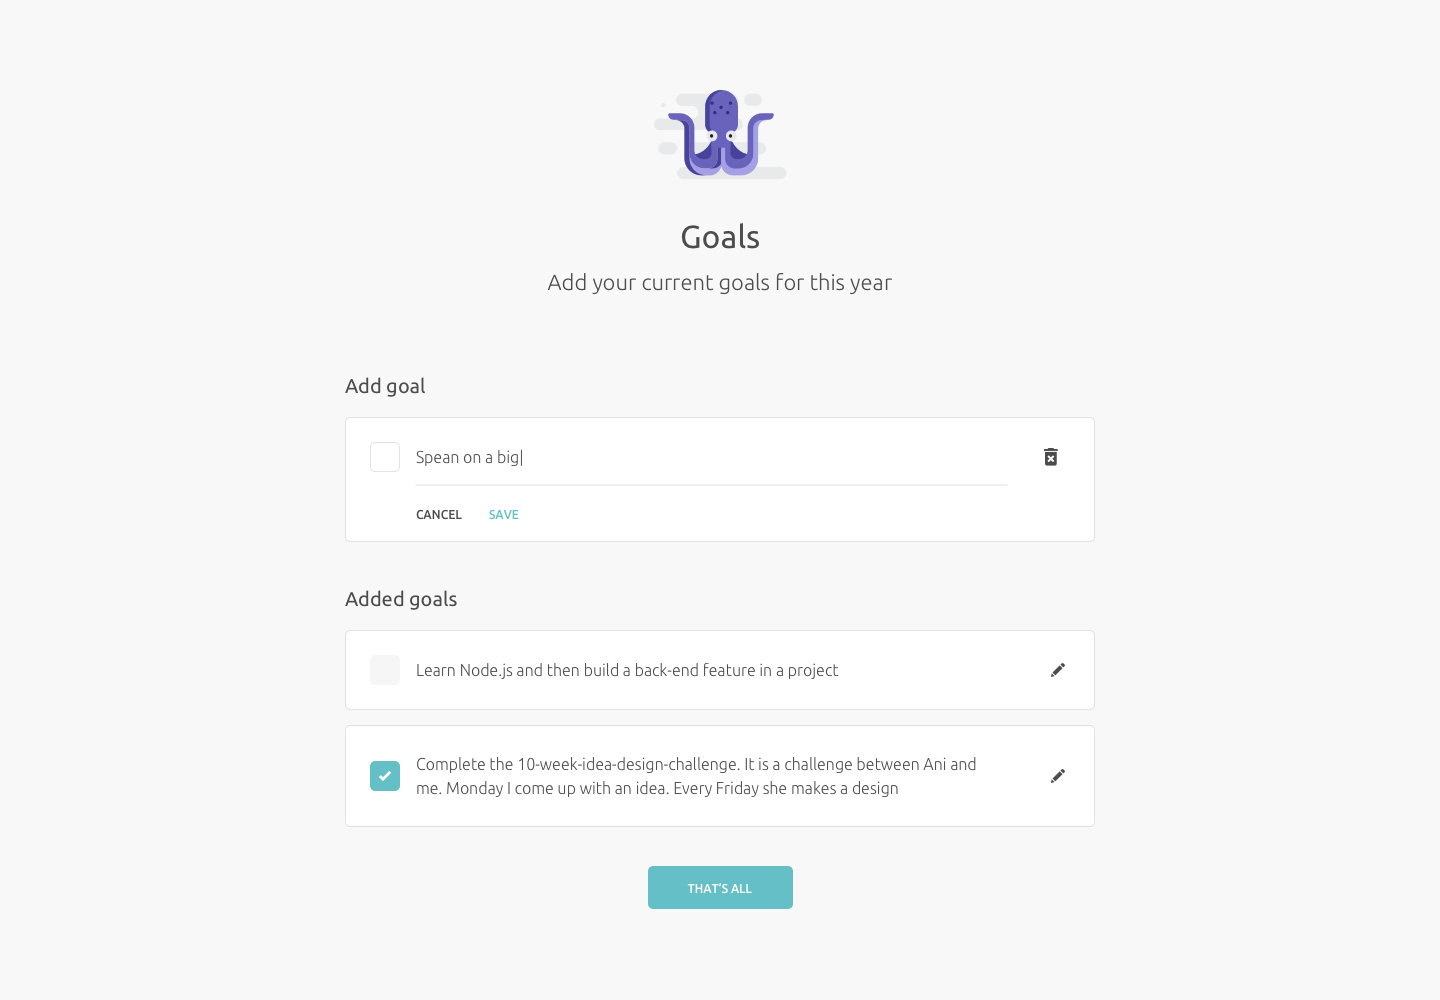 Goals
Add your current goals for this year
Add goal
Spean on a big
CANCEL SAVE
Added goals
Learn Node.js and then build a back-end feature in a project
Complete the 10-week-idea-design-challenge. It is a challenge between Ani and
me. Monday I come up with an idea. Every Friday she makes a design
THAT'S ALL